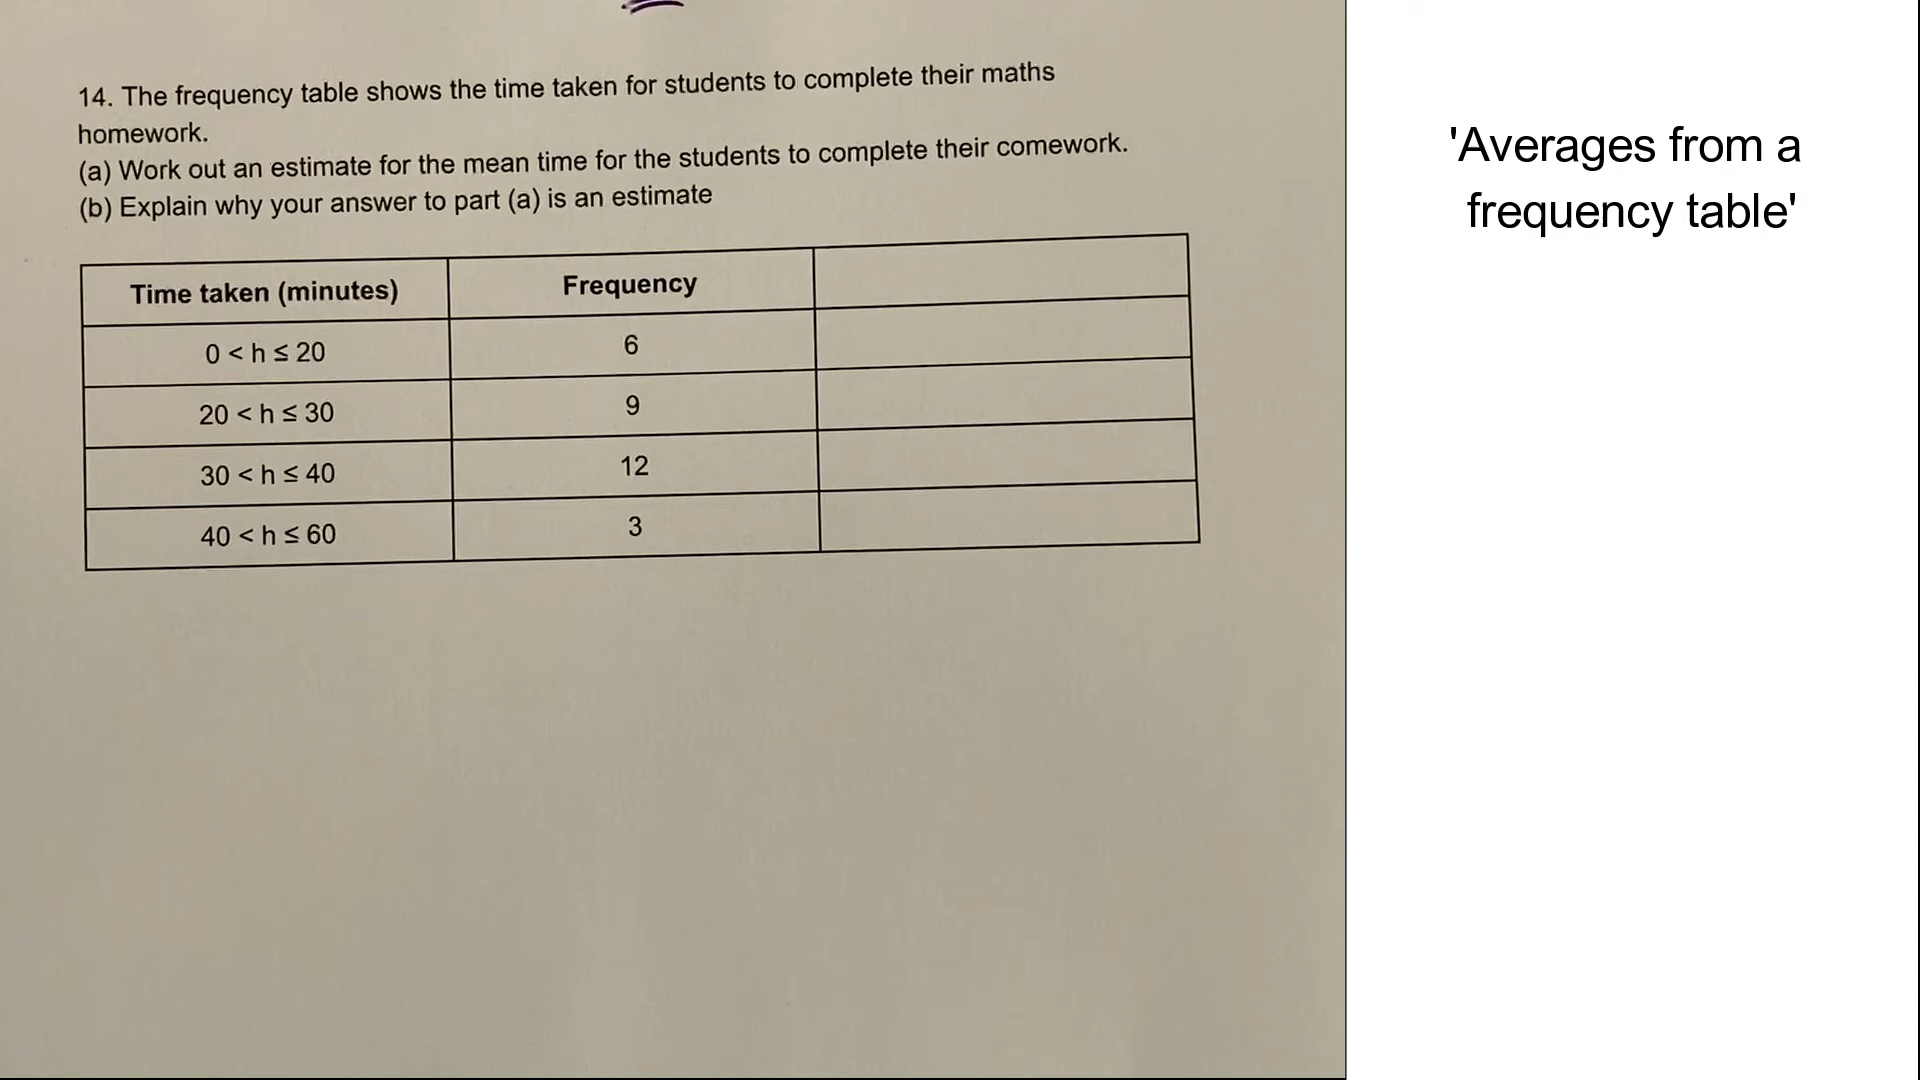 14. The frequency table shows the time taken for students to complete their maths
homework.
(a) Work out an estimate for the mean time for the students to complete their comework.
(b) Explain why your answer to part (a) is an estimate
Time taken (minutes) Frequency
0 < h ≤ 20 6
20 < h ≤ 30 9
30 < h ≤ 40 12
40 < h ≤ 60 3
'Averages from a
frequency table'